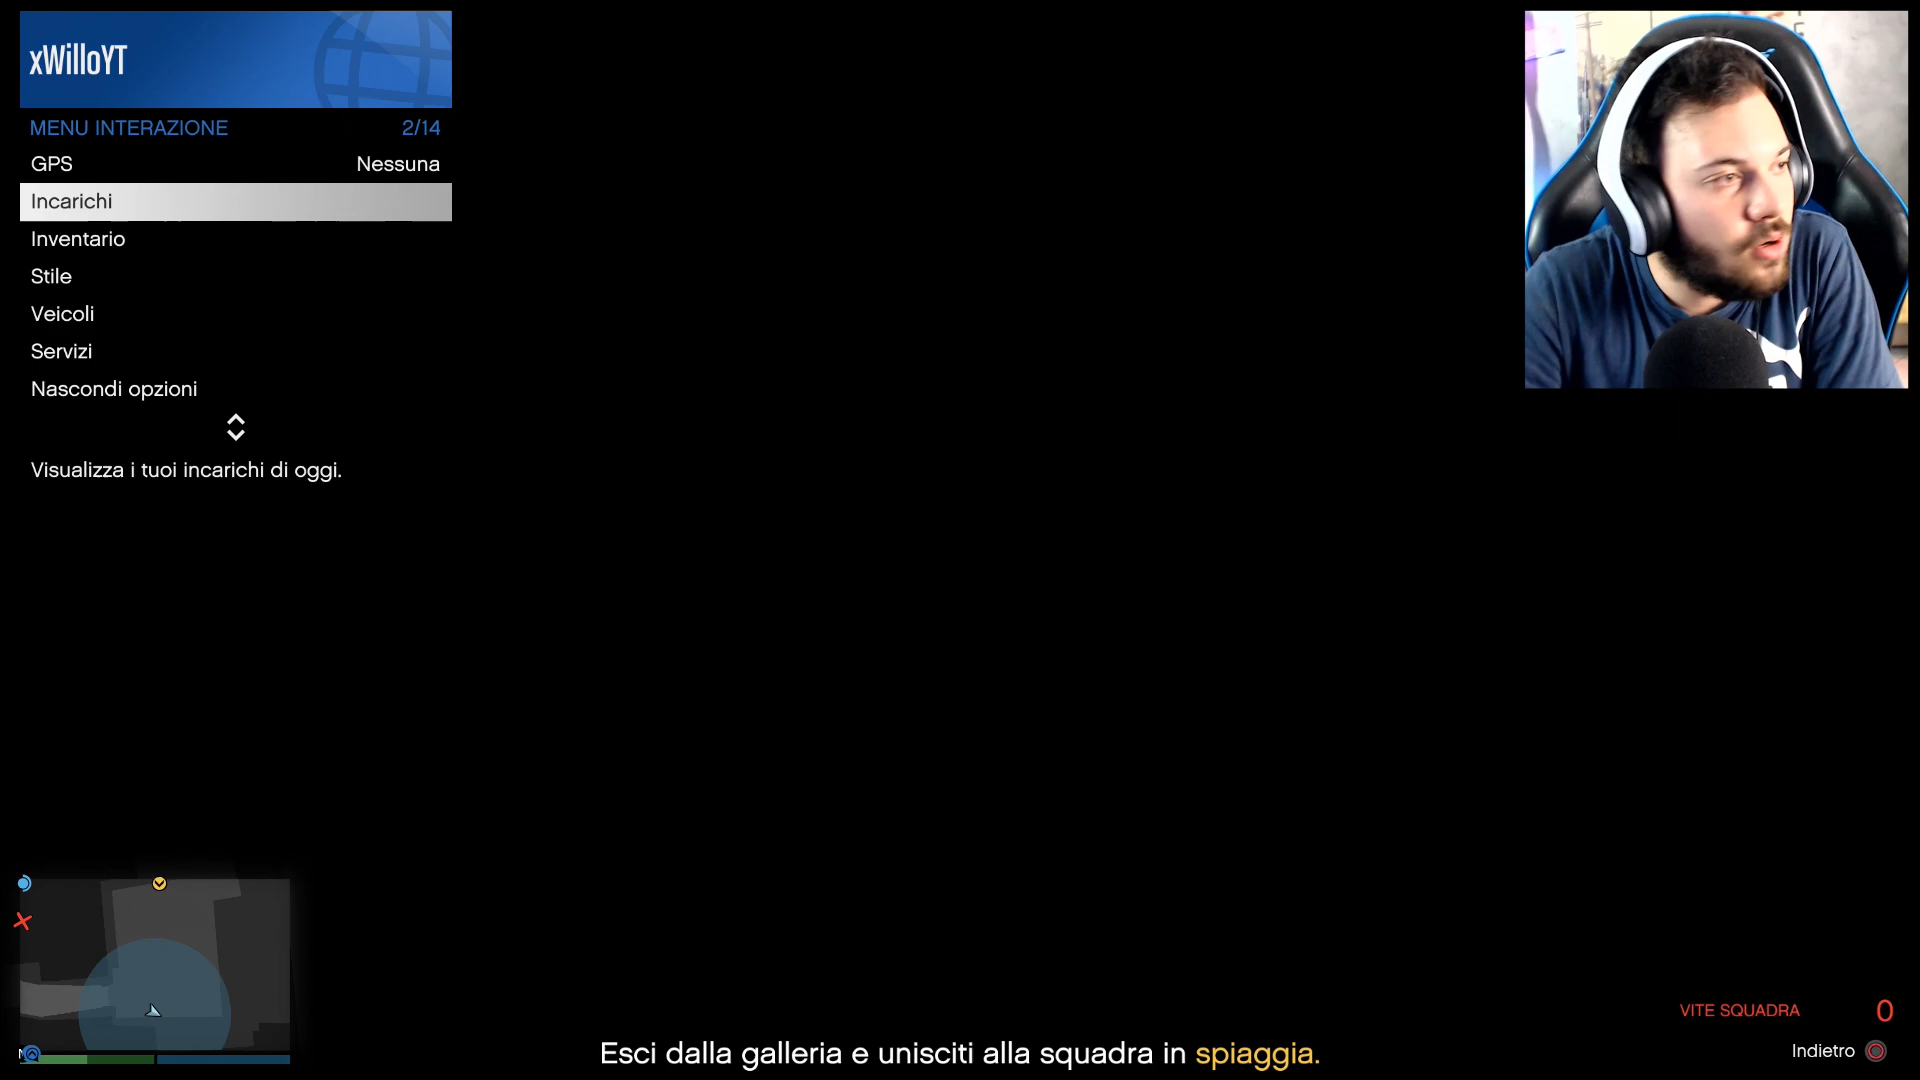 xWilloYT
MENU INTERAZIONE 2/14
GPS Nessuna
Incarichi
Inventario
Stile
Veicoli
Servizi
Nascondi opzioni
Visualizza i tuoi incarichi di oggi.
VITE SQUADRA 0
Esci dalla galleria e unisciti alla squadra in spiaggia.
Indietro